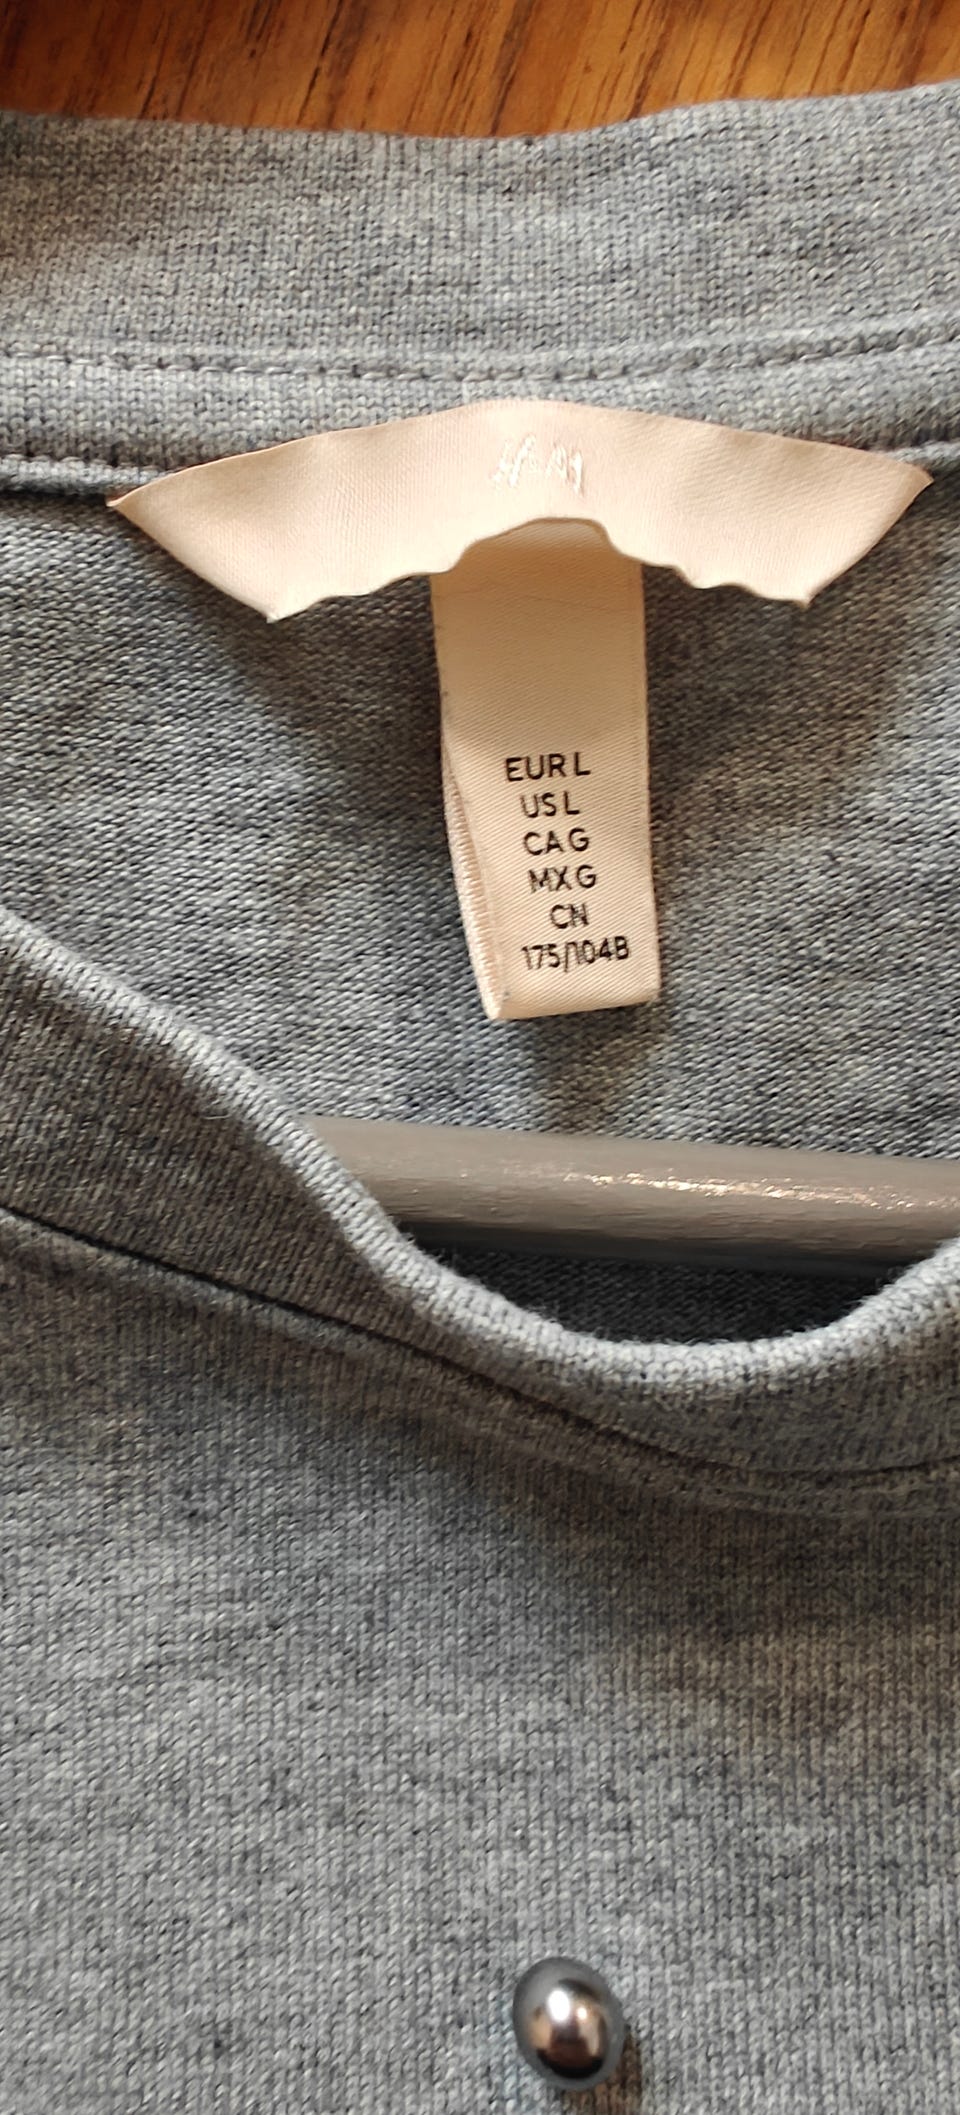 H&M
EUR L
US L
CA G
MX G
CN
175/104B